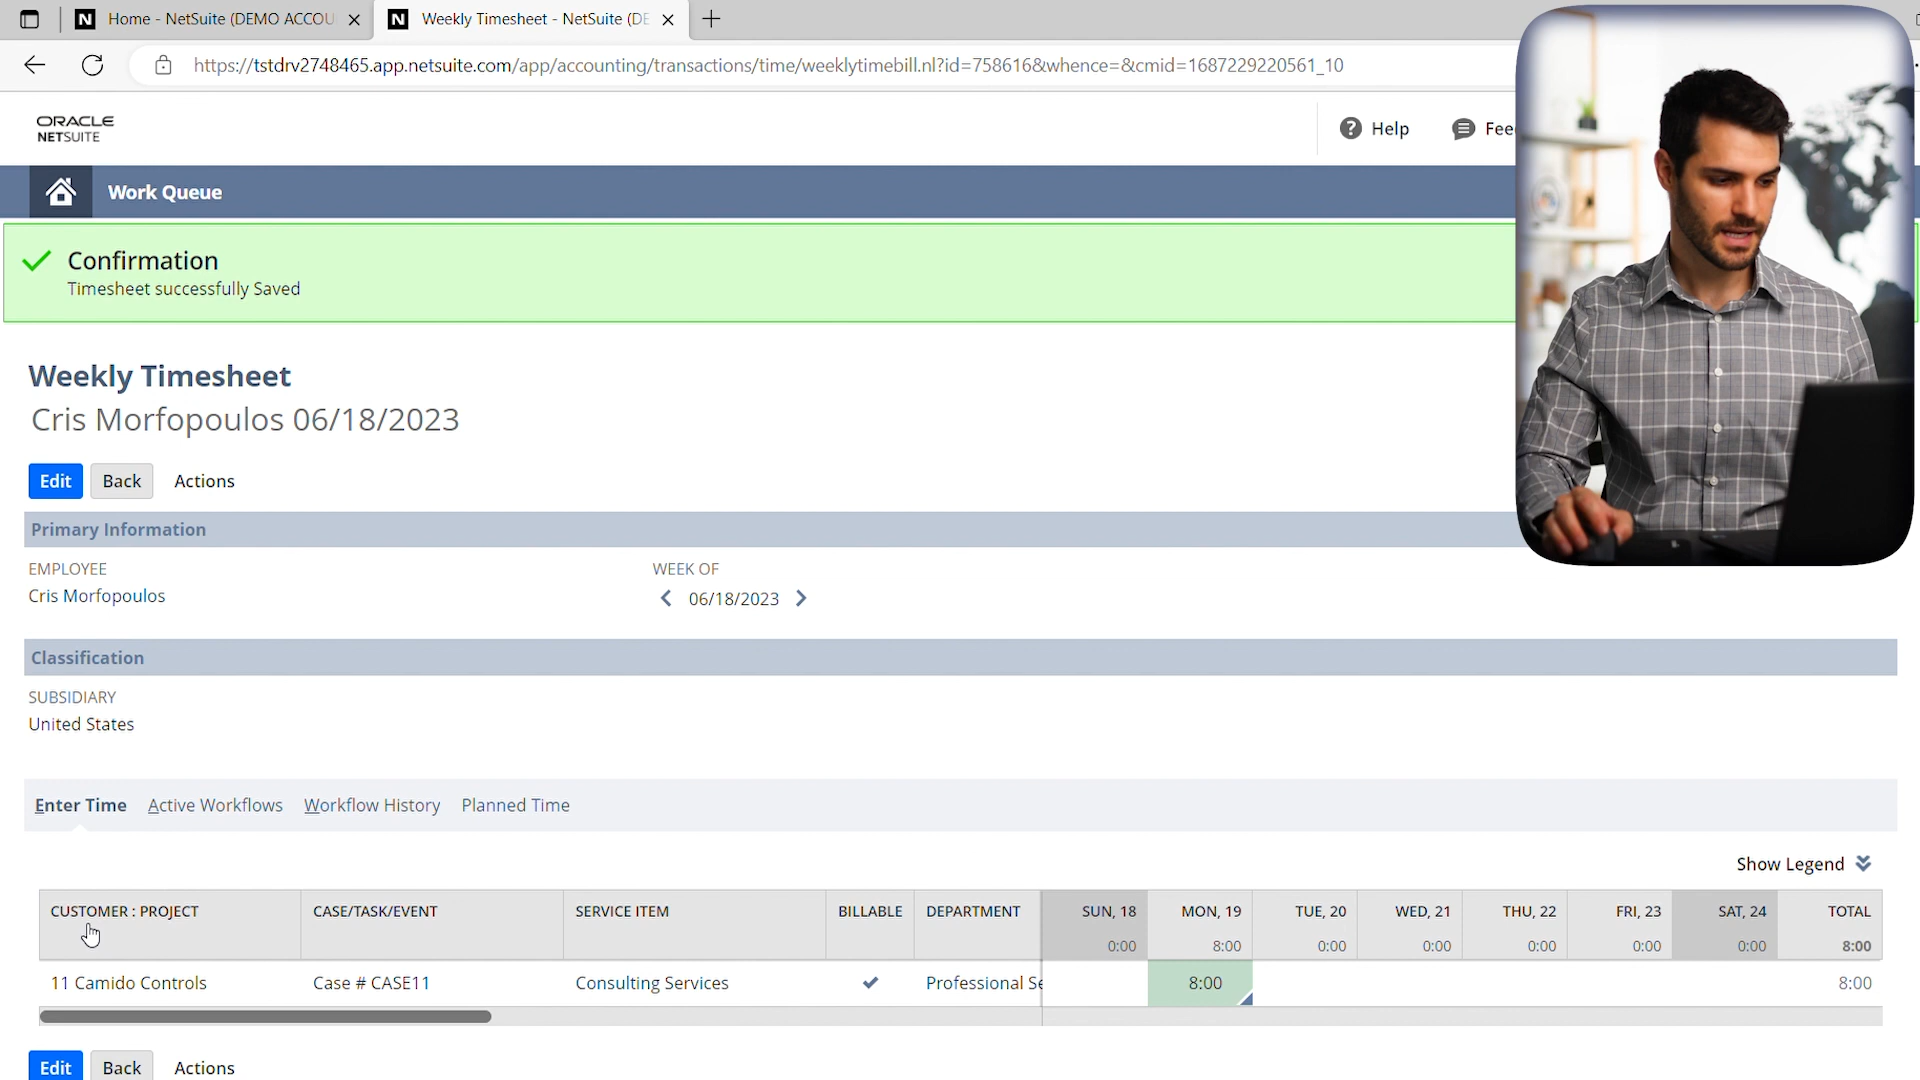 Home - NetSuite (DEMO ACCOU
Weekly Timesheet - NetSuite (DE
https://tstdrv2748465.app.netsuite.com/app/accounting/transactions/time/weeklytimebill.nl?id=758616&whence=&cmid=1687229220561_10
ORACLE
NETSUITE
Help
Fee
Work Queue
Confirmation
Timesheet successfully Saved
Weekly Timesheet
Cris Morfopoulos 06/18/2023
Edit Back Actions
Primary Information
EMPLOYEE
Cris Morfopoulos
WEEK OF
06/18/2023
Classification
SUBSIDIARY
United States
Enter Time Active Workflows Workflow History Planned Time
Show Legend
CUSTOMER : PROJECT CASE/TASK/EVENT SERVICE ITEM BILLABLE DEPARTMENT SUN, 18 MON, 19 TUE, 20 WED, 21 THU, 22 FRI, 23 SAT, 24 TOTAL
0:00 8:00 0:00 0:00 0:00 0:00 0:00 8:00
11 Camido Controls Case # CASE11 Consulting Services Professional Se 8:00 8:00
Edit Back Actions